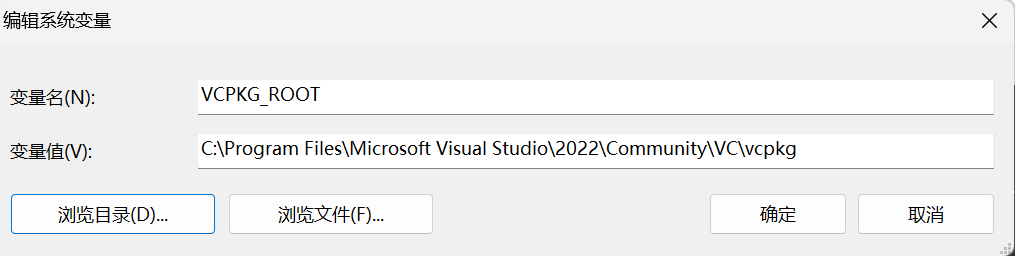 编辑系统变量
变量名(N):
VCPKG_ROOT
变量值(V):
C:\Program Files\Microsoft Visual Studio\2022\Community\VC\vcpkg
浏览目录(D)... 浏览文件(F)... 确定 取消